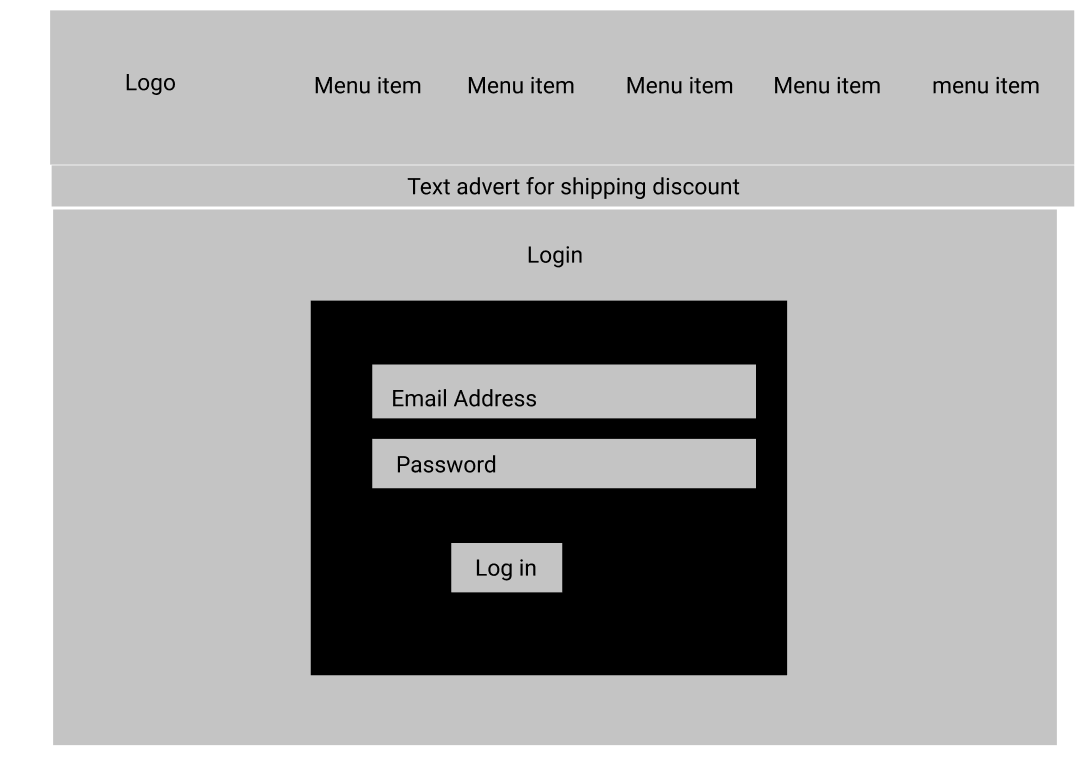 Logo Menu item Menu item Menu item Menu item menu item
Text advert for shipping discount
Login
Email Address
Password
Log in